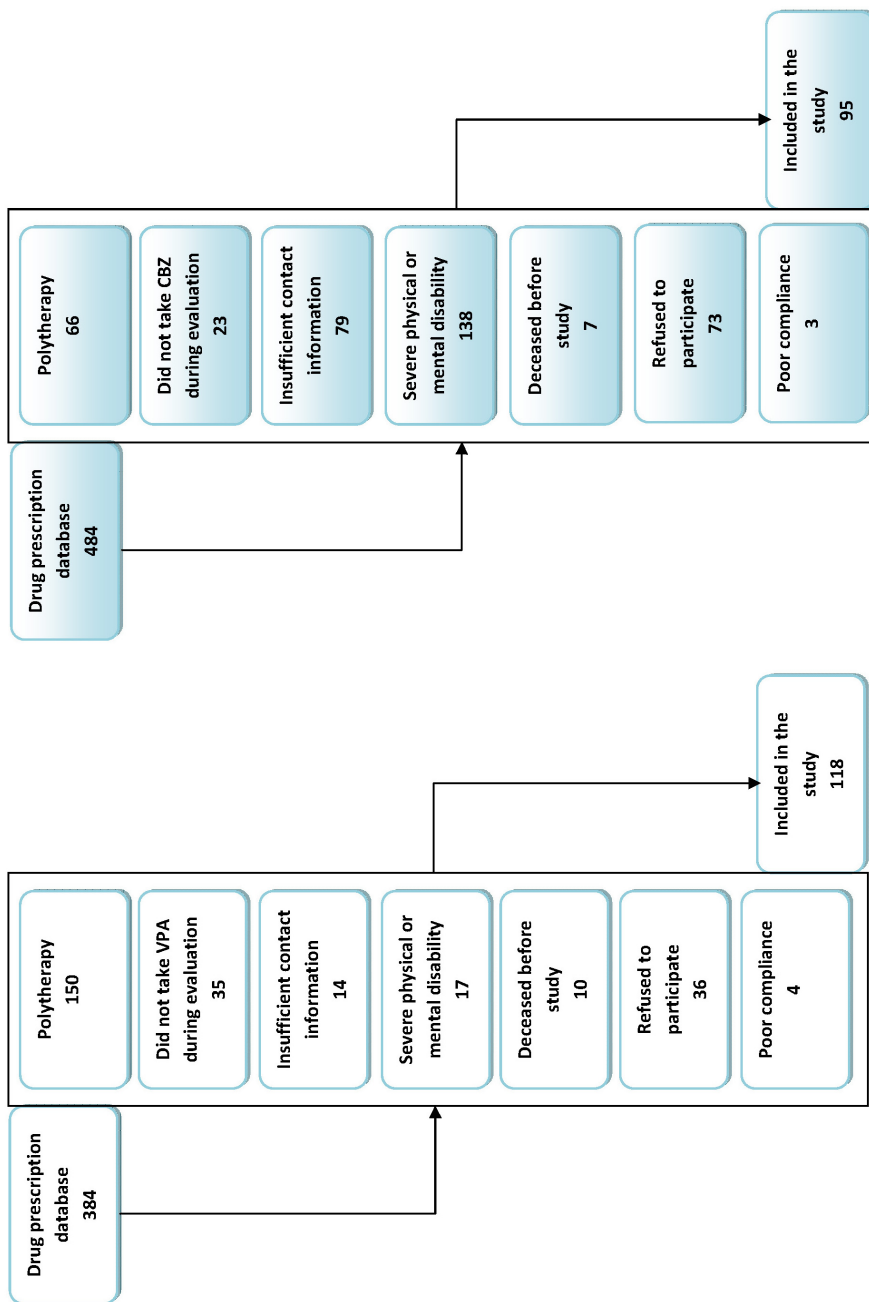 Drug prescription
database
384
Polytherapy
150
Did not take VPA
during evaluation
35
Insufficient contact
information
14
Severe physical or
mental disability
17
Deceased before
study
10
Refused to
participate
36
Poor compliance
4
Included in the
study
118
Drug prescription
database
484
Polytherapy
66
Did not take CBZ
during evaluation
23
Insufficient contact
information
79
Severe physical or
mental disability
138
Deceased before
study
7
Refused to
participate
73
Poor compliance
3
Included in the
study
95